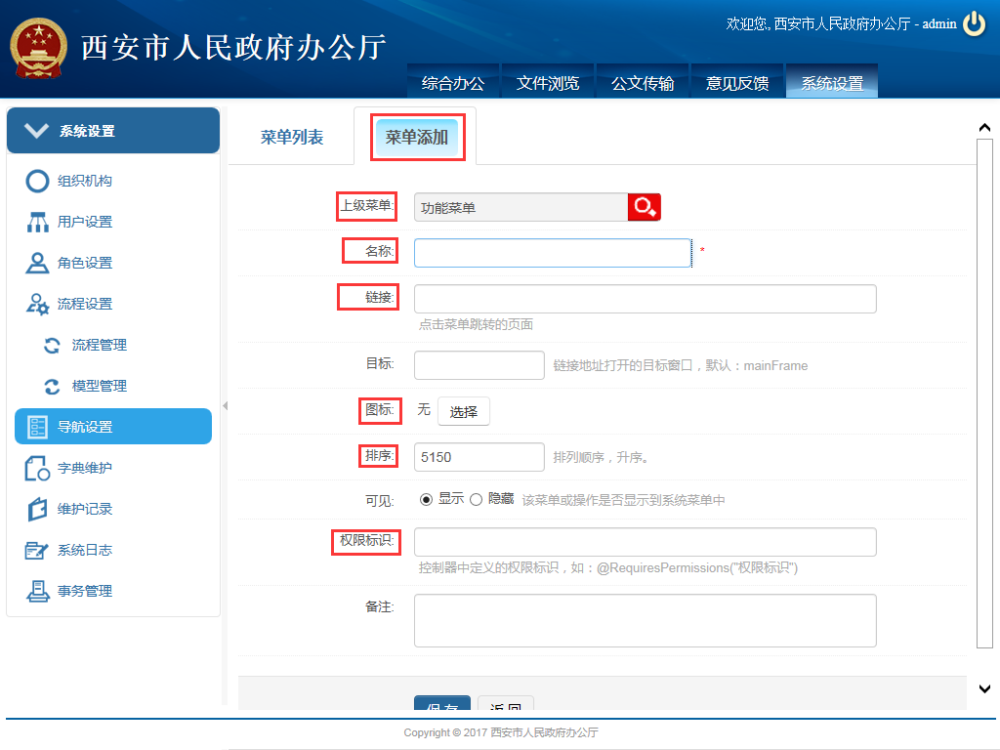 欢迎您, 西安市人民政府办公厅 - admin
西安市人民政府办公厅
综合办公 文件浏览 公文传输 意见反馈 系统设置
系统设置
组织机构
用户设置
角色设置
流程设置
流程管理
模型管理
导航设置
字典维护
维护记录
系统日志
事务管理
菜单列表 菜单添加
上级菜单: 功能菜单
名称: *
链接:
点击菜单跳转的页面
目标: 链接地址打开的目标窗口，默认：mainFrame
图标: 无 选择
排序: 5150 排列顺序，升序。
可见: 显示 隐藏 该菜单或操作是否显示到系统菜单中
权限标识:
控制器中定义的权限标识，如：@RequiresPermissions("权限标识")
备注:
保存 返回
Copyright © 2017 西安市人民政府办公厅